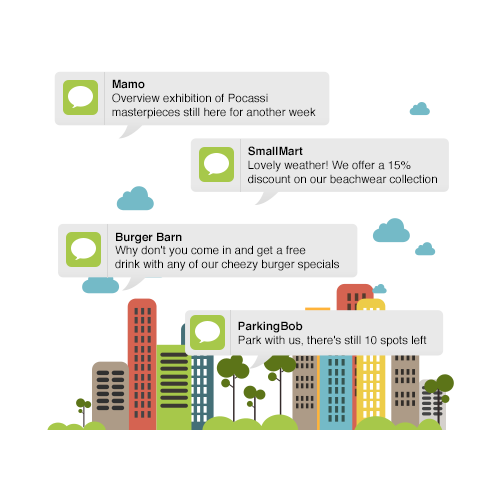 Mamo
Overview exhibition of Pocassi
masterpieces still here for another week
SmallMart
Lovely weather! We offer a 15%
discount on our beachwear collection
Burger Barn
Why don't you come in and get a free
drink with any of our cheezy burger specials
ParkingBob
Park with us, there's still 10 spots left